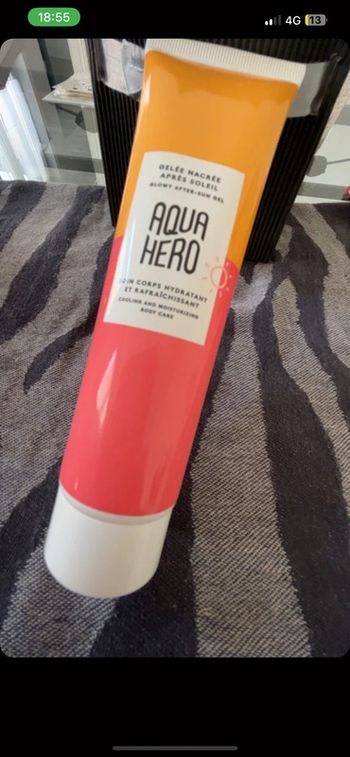 18:55
4G 13
GELÉE NACRÉE
APRÈS SOLEIL
GLOWY AFTER-SUN GEL
AQUA
HERO
SOIN CORPS HYDRATANT
ET RAFRAÎCHISSANT
COOLING AND MOISTURIZING
BODY CARE